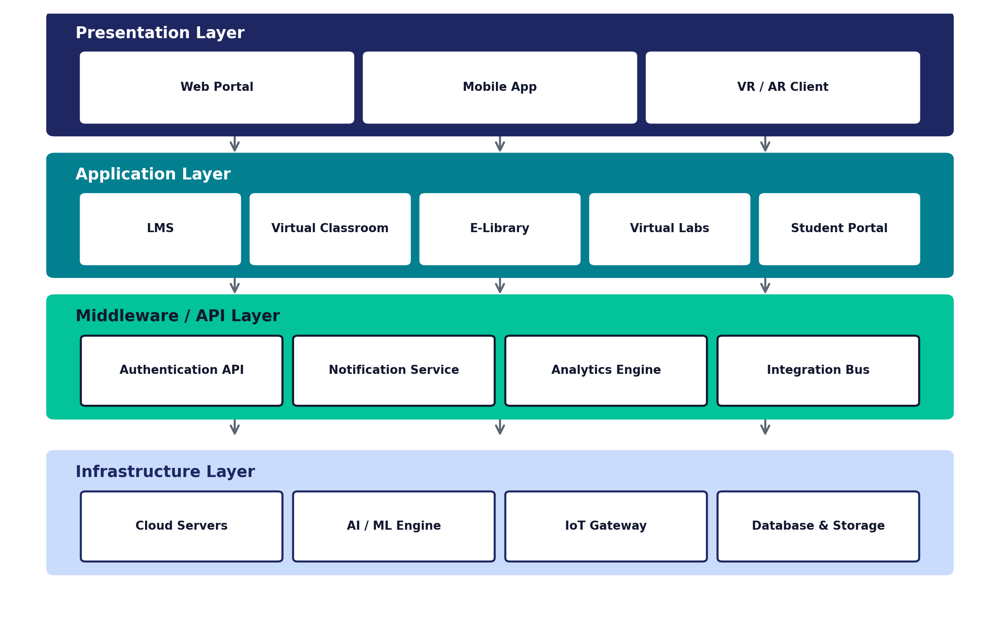 Presentation Layer
Web Portal
Mobile App
VR / AR Client
Application Layer
LMS
Virtual Classroom
E-Library
Virtual Labs
Student Portal
Middleware / API Layer
Authentication API
Notification Service
Analytics Engine
Integration Bus
Infrastructure Layer
Cloud Servers
AI / ML Engine
IoT Gateway
Database & Storage